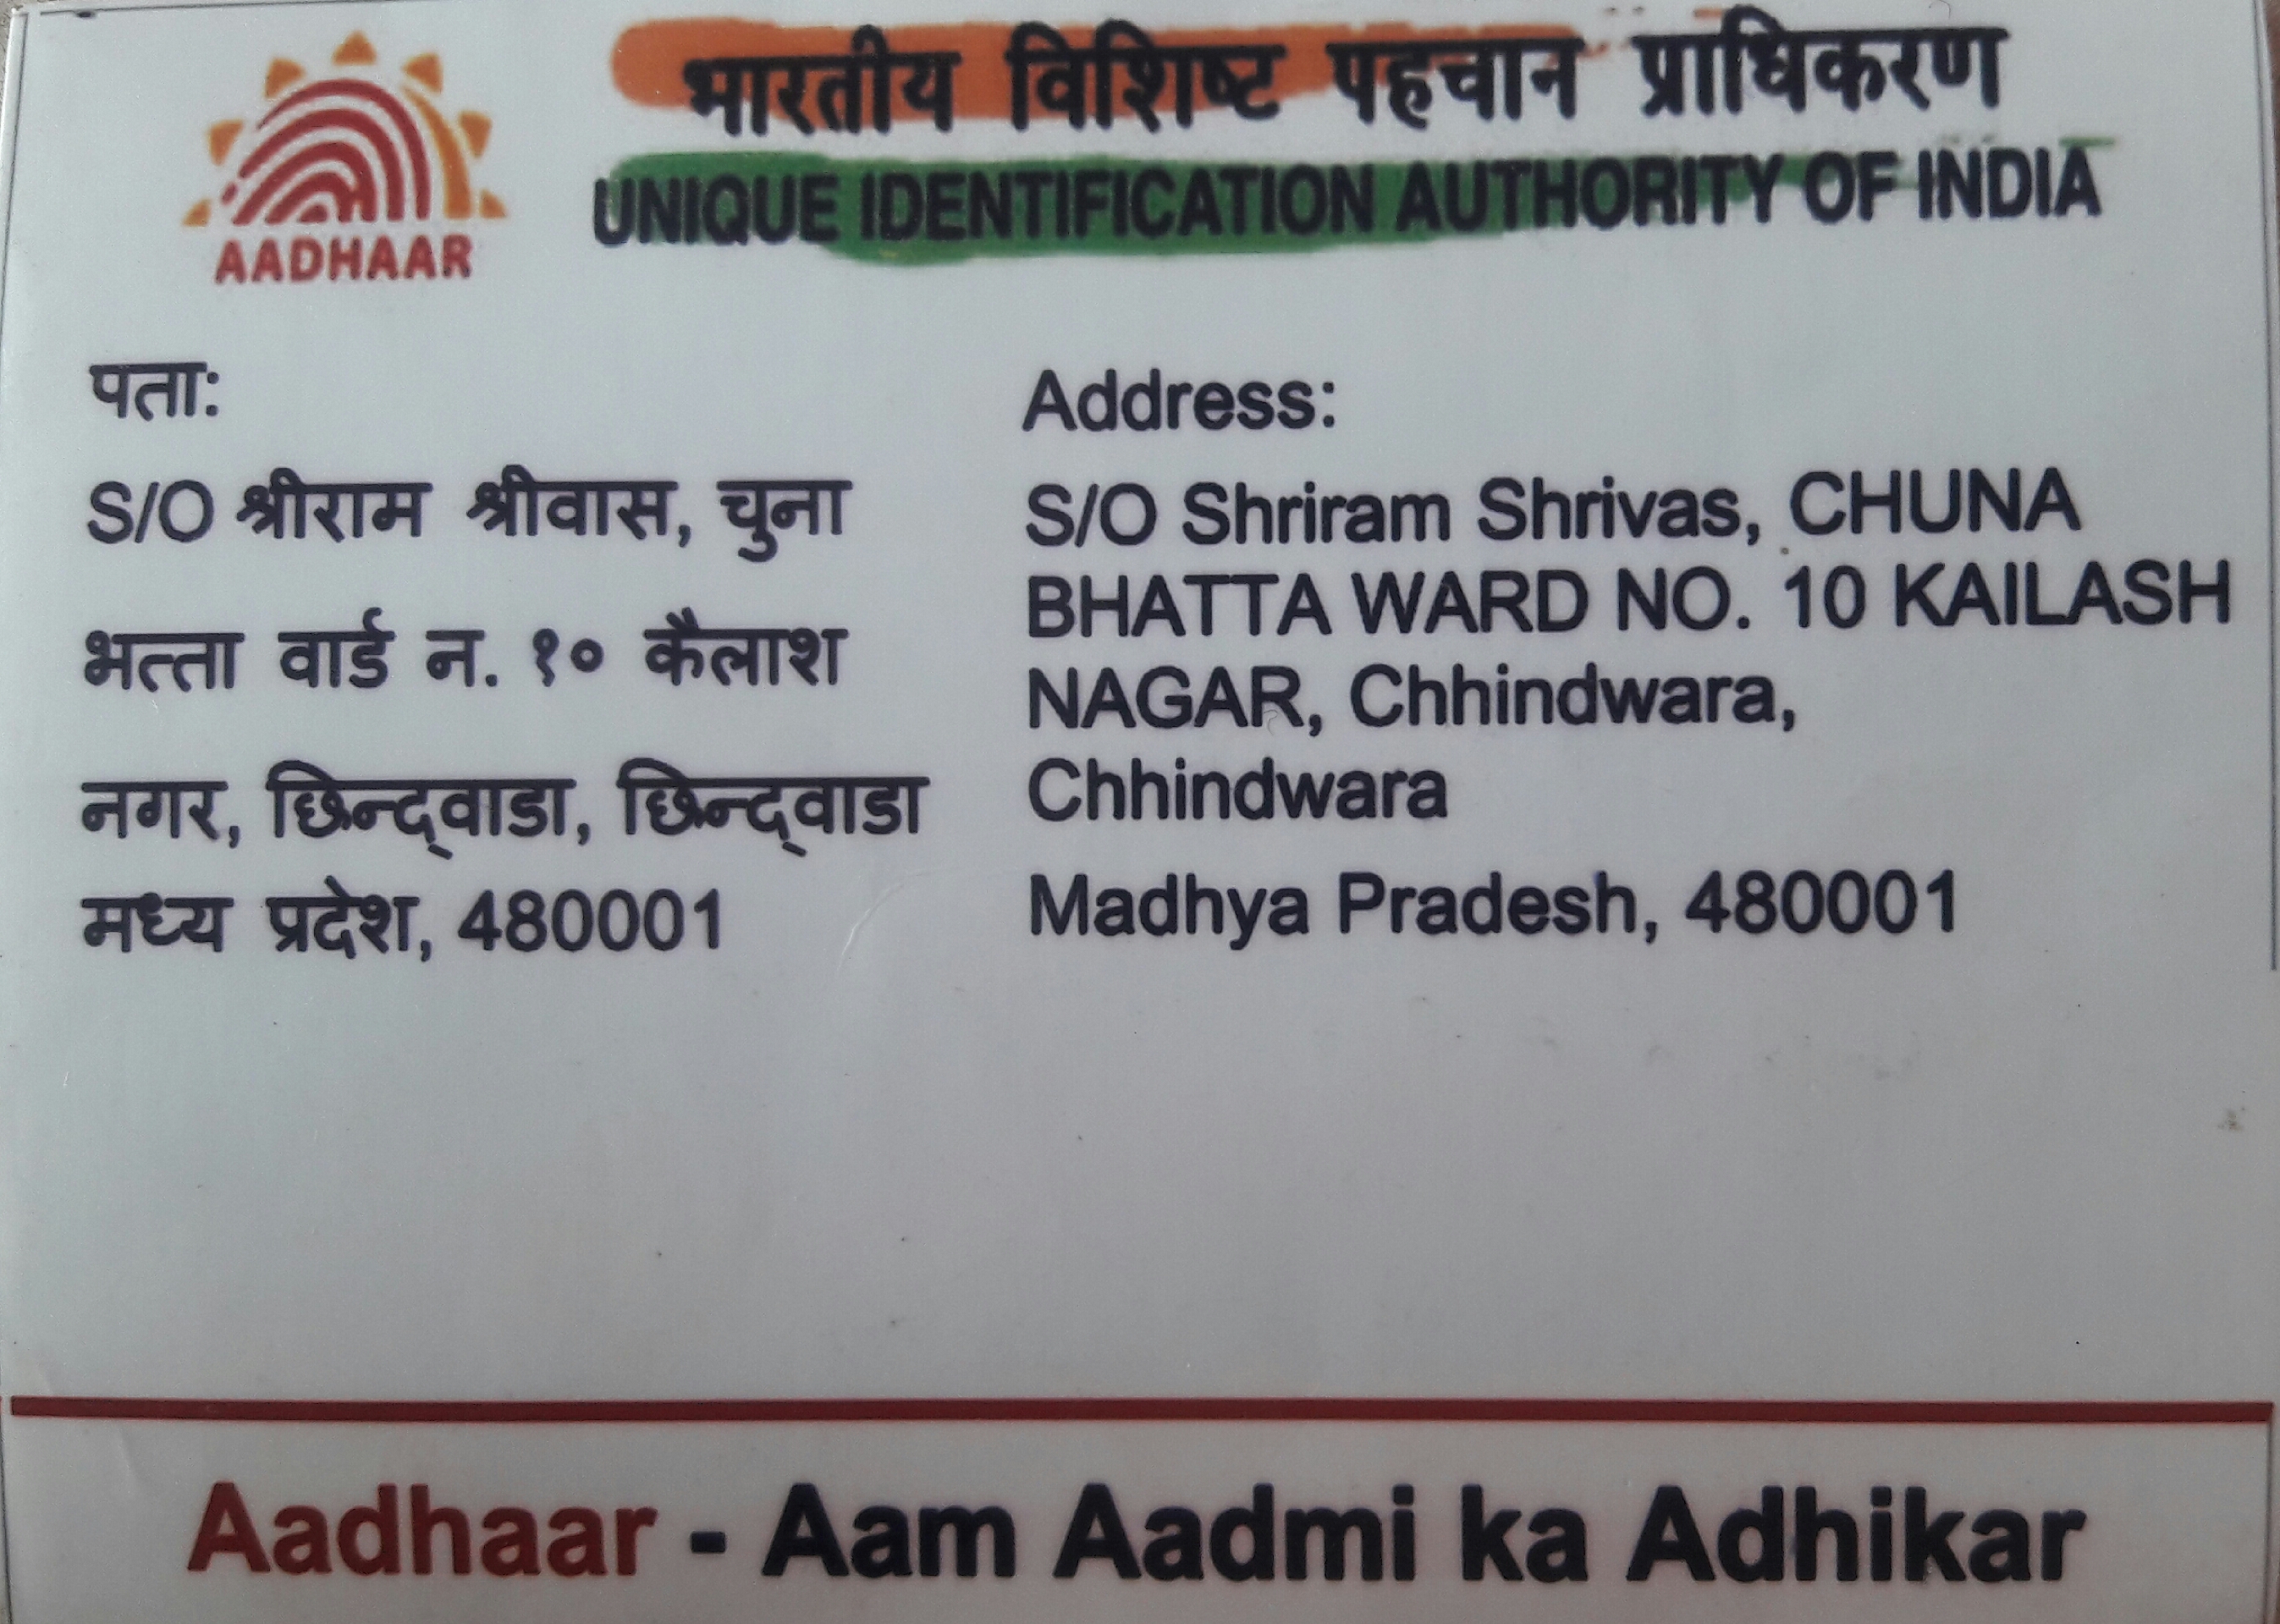 भारतीय विशिष्ट पहचान प्राधिकरण
UNIQUE IDENTIFICATION AUTHORITY OF INDIA
AADHAAR
पता:
S/O श्रीराम श्रीवास, चुना
भत्ता वार्ड न. १० कैलाश
नगर, छिन्द्वाडा, छिन्द्वाडा
मध्य प्रदेश, 480001
Address:
S/O Shriram Shrivas, CHUNA
BHATTA WARD NO. 10 KAILASH
NAGAR, Chhindwara,
Chhindwara
Madhya Pradesh, 480001
Aadhaar - Aam Aadmi ka Adhikar